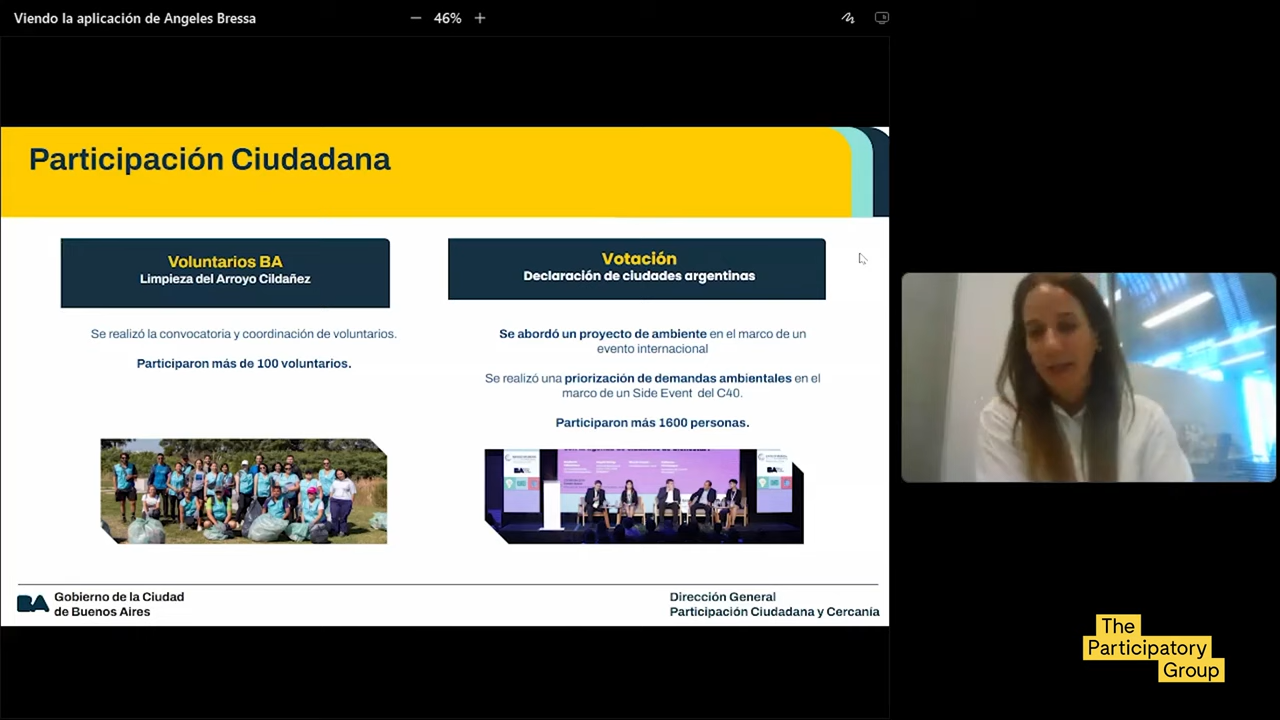 Viendo la aplicación de Angeles Bressa
46%
Participación Ciudadana
Voluntarios BA
Limpieza del Arroyo Cildañez
Se realizó la convocatoria y coordinación de voluntarios.
Participaron más de 100 voluntarios.
Votación
Declaración de ciudades argentinas
Se abordó un proyecto de ambiente en el marco de un
evento internacional
Se realizó una priorización de demandas ambientales en el
marco de un Side Event del C40.
Participaron más 1600 personas.
BA
BA
Gobierno de la Ciudad
de Buenos Aires
Dirección General
Participación Ciudadana y Cercanía
The
Participatory
Group